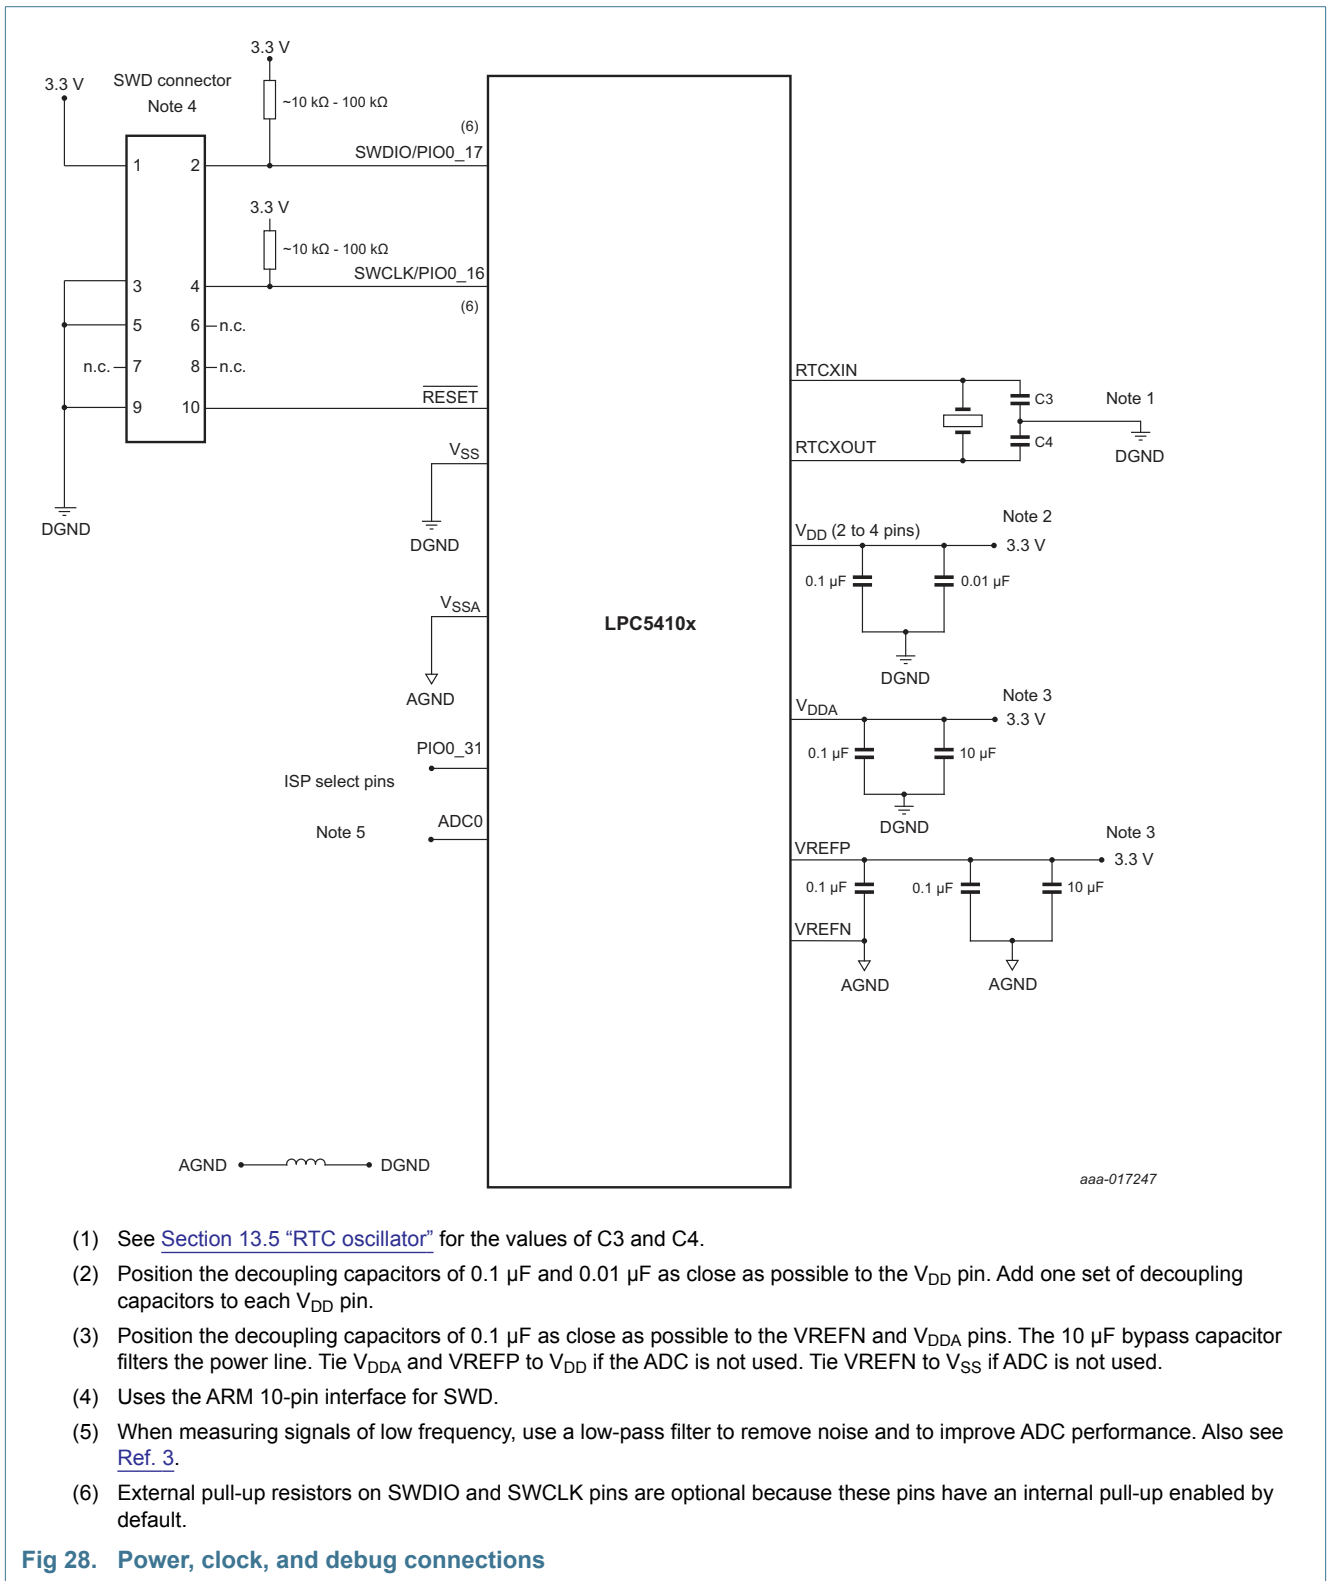 3.3 V
3.3 V
SWD connector
Note 4
~10 kΩ - 100 kΩ
(6)
1
2
SWDIO/PIO0_17
3.3 V
~10 kΩ - 100 kΩ
3
4
SWCLK/PIO0_16
(6)
5
6
n.c.
n.c.
7
8
n.c.
9
10
RESET
DGND
VSS
DGND
VSSA
AGND
PIO0_31
ISP select pins
ADC0
Note 5
LPC5410x
RTCXIN
C3
Note 1
C4
DGND
RTCXOUT
VDD (2 to 4 pins)
Note 2
3.3 V
0.1 µF
0.01 µF
DGND
VDDA
Note 3
3.3 V
0.1 µF
10 µF
DGND
VREFP
Note 3
3.3 V
0.1 µF
0.1 µF
10 µF
VREFN
AGND
AGND
AGND
DGND
aaa-017247
(1) See Section 13.5 “RTC oscillator” for the values of C3 and C4.
(2) Position the decoupling capacitors of 0.1 µF and 0.01 µF as close as possible to the VDD pin. Add one set of decoupling
capacitors to each VDD pin.
(3) Position the decoupling capacitors of 0.1 µF as close as possible to the VREFN and VDDA pins. The 10 µF bypass capacitor
filters the power line. Tie VDDA and VREFP to VDD if the ADC is not used. Tie VREFN to VSS if ADC is not used.
(4) Uses the ARM 10-pin interface for SWD.
(5) When measuring signals of low frequency, use a low-pass filter to remove noise and to improve ADC performance. Also see
Ref. 3.
(6) External pull-up resistors on SWDIO and SWCLK pins are optional because these pins have an internal pull-up enabled by
default.
Fig 28. Power, clock, and debug connections